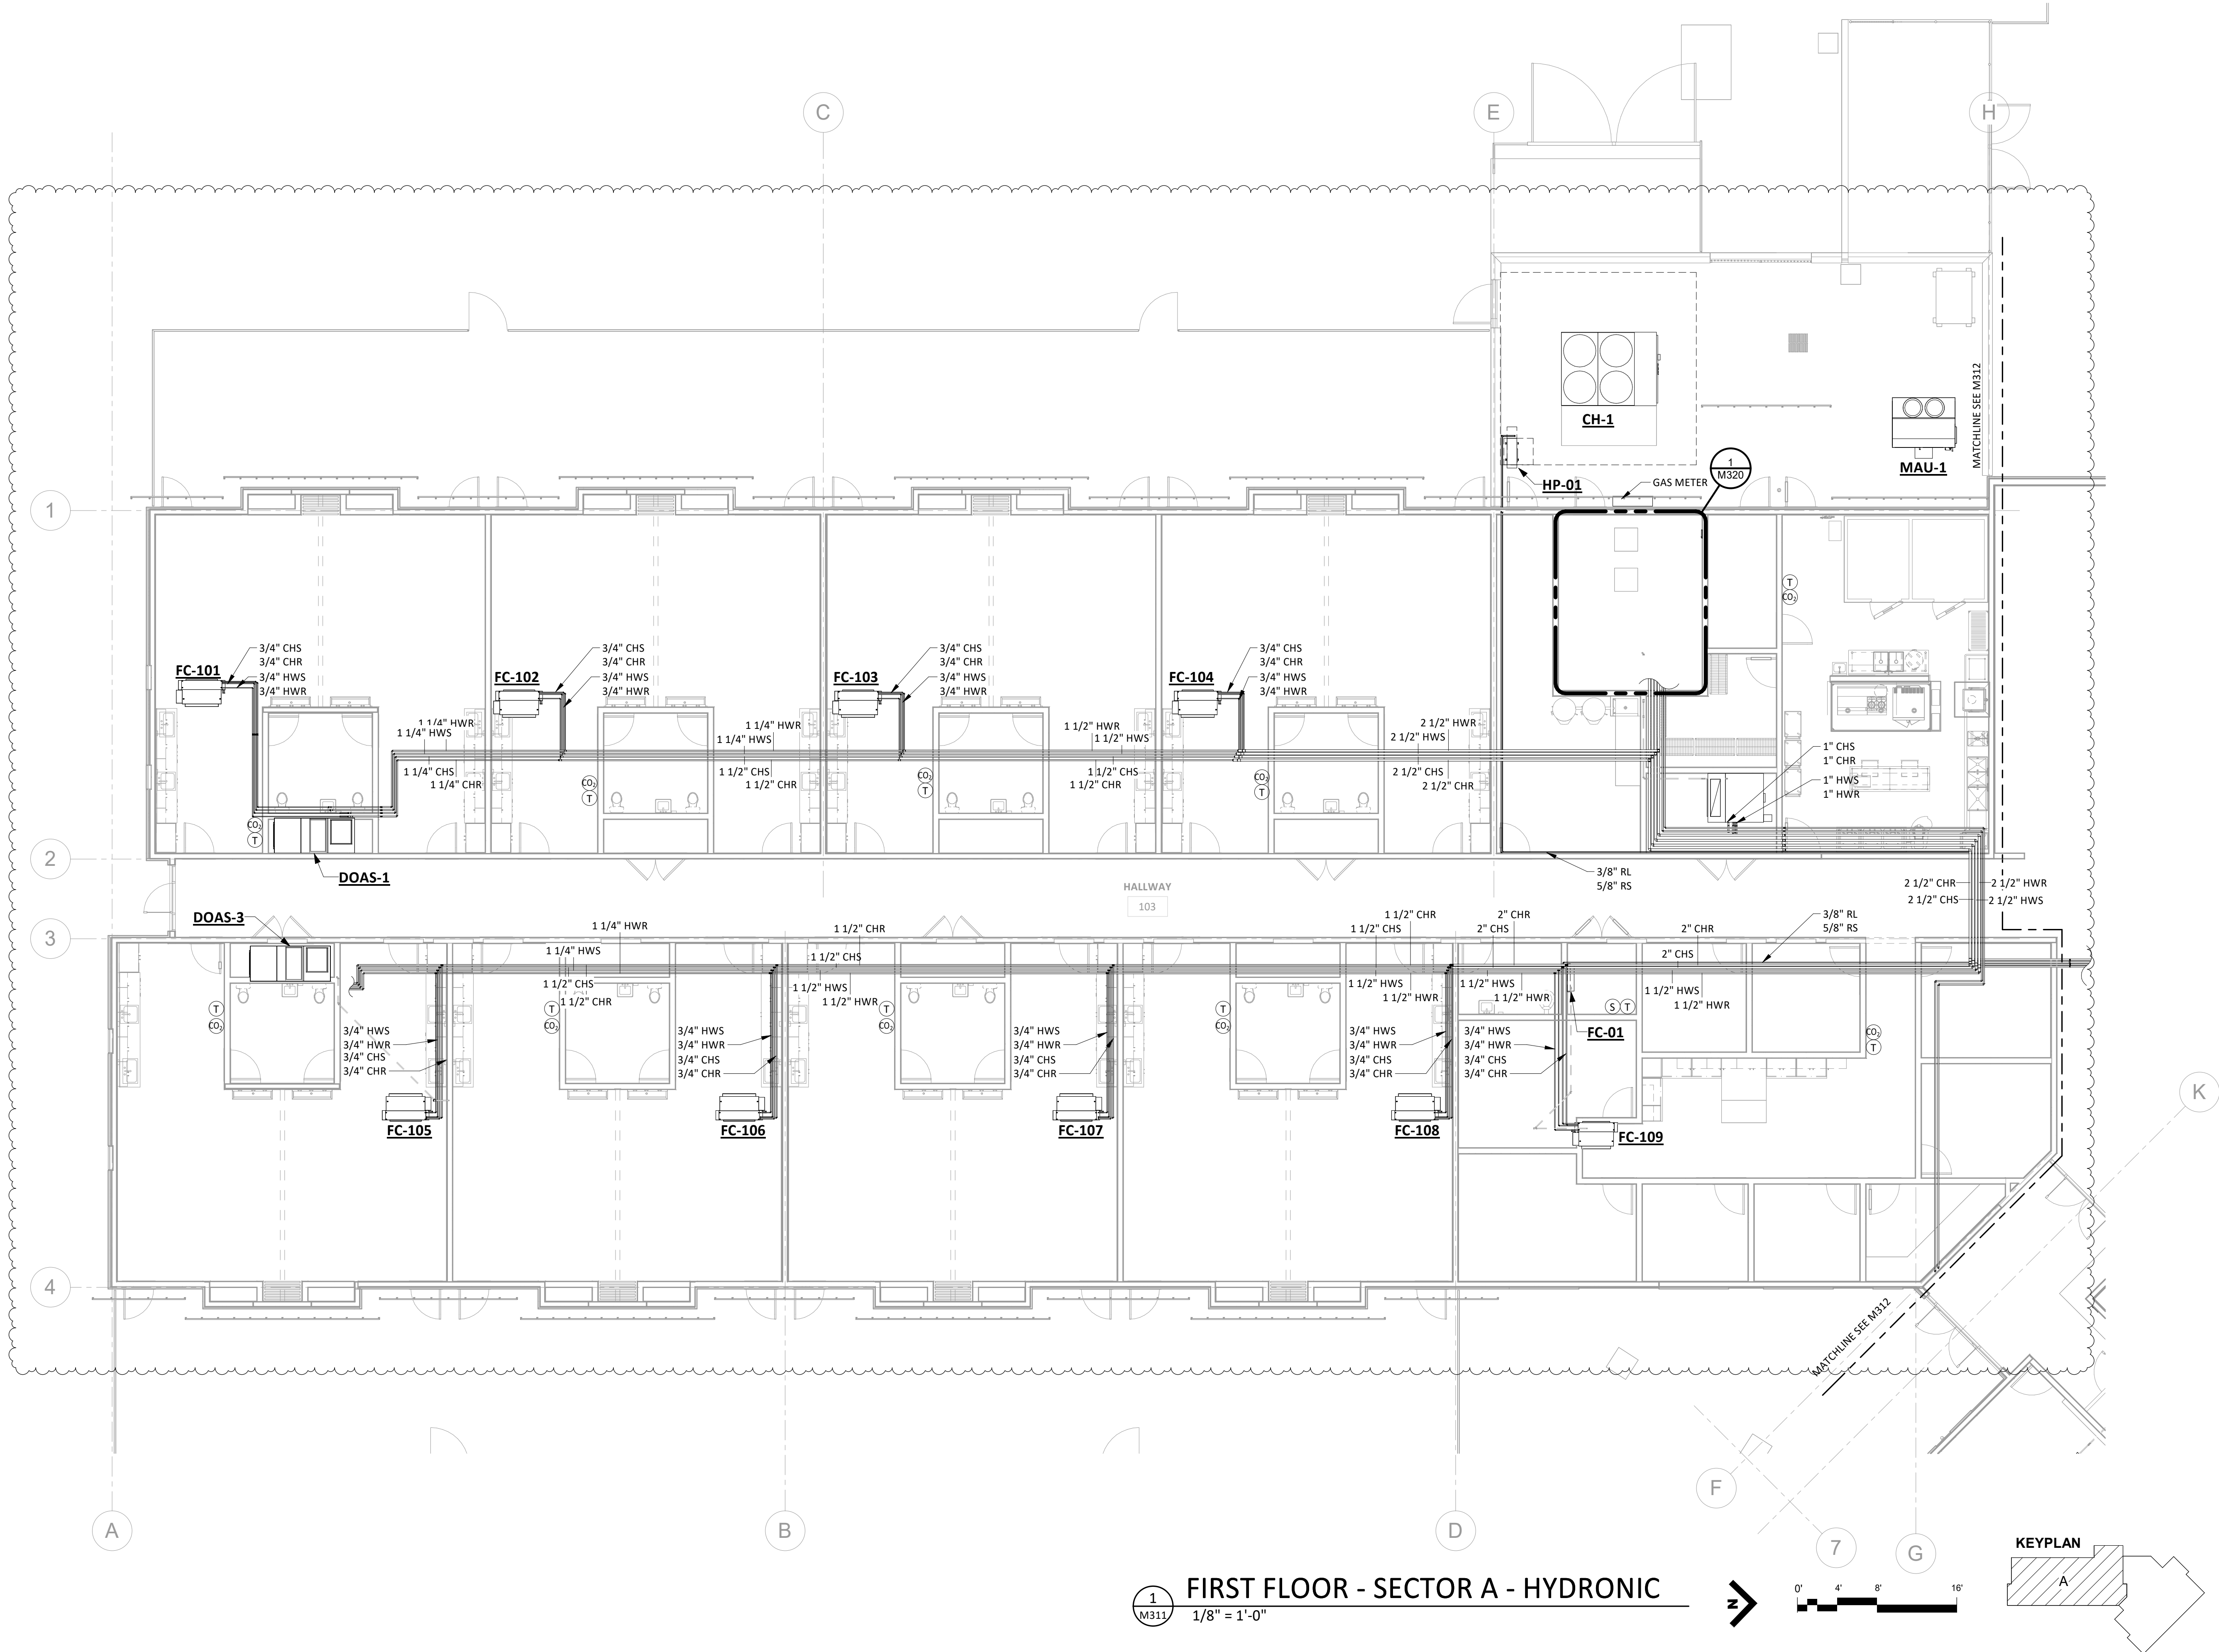 C
E
H
MATCHLINE SEE M312
CH-1
MAU-1
HP-01
GAS METER
1
M320
1
T
CO₂
FC-101
3/4" CHS
3/4" CHR
3/4" HWS
3/4" HWR
FC-102
3/4" CHS
3/4" CHR
3/4" HWS
3/4" HWR
FC-103
3/4" CHS
3/4" CHR
3/4" HWS
3/4" HWR
FC-104
3/4" CHS
3/4" CHR
3/4" HWS
3/4" HWR
1 1/4" HWR
1 1/4" HWS
1 1/4" HWR
1 1/4" HWS
1 1/2" HWR
1 1/2" HWS
2 1/2" HWR
2 1/2" HWS
1 1/4" CHS
1 1/4" CHR
1 1/2" CHS
1 1/2" CHR
1 1/2" CHS
1 1/2" CHR
2 1/2" CHS
2 1/2" CHR
1" CHS
1" CHR
1" HWS
1" HWR
CO₂
T
CO₂
T
CO₂
T
CO₂
T
2
DOAS-1
3/8" RL
5/8" RS
HALLWAY
103
2 1/2" CHR
2 1/2" CHS
2 1/2" HWR
2 1/2" HWS
3
DOAS-3
1 1/4" HWR
1 1/4" HWS
1 1/2" CHS
1 1/2" CHR
1 1/2" CHR
1 1/2" CHS
1 1/2" HWS
1 1/2" HWR
1 1/2" CHR
1 1/2" CHS
1 1/2" HWS
1 1/2" HWR
2" CHR
2" CHS
1 1/2" HWS
1 1/2" HWR
2" CHR
2" CHS
1 1/2" HWS
1 1/2" HWR
3/8" RL
5/8" RS
T
CO₂
T
CO₂
T
CO₂
T
CO₂
S
T
CO₂
T
FC-01
3/4" HWS
3/4" HWR
3/4" CHS
3/4" CHR
3/4" HWS
3/4" HWR
3/4" CHS
3/4" CHR
3/4" HWS
3/4" HWR
3/4" CHS
3/4" CHR
3/4" HWS
3/4" HWR
3/4" CHS
3/4" CHR
3/4" HWS
3/4" HWR
3/4" CHS
3/4" CHR
FC-105
FC-106
FC-107
FC-108
FC-109
K
4
MATCHLINE SEE M312
A
B
D
F
7
G
1
M311
FIRST FLOOR - SECTOR A - HYDRONIC
1/8" = 1'-0"
N
0'
4'
8'
16'
KEYPLAN
A